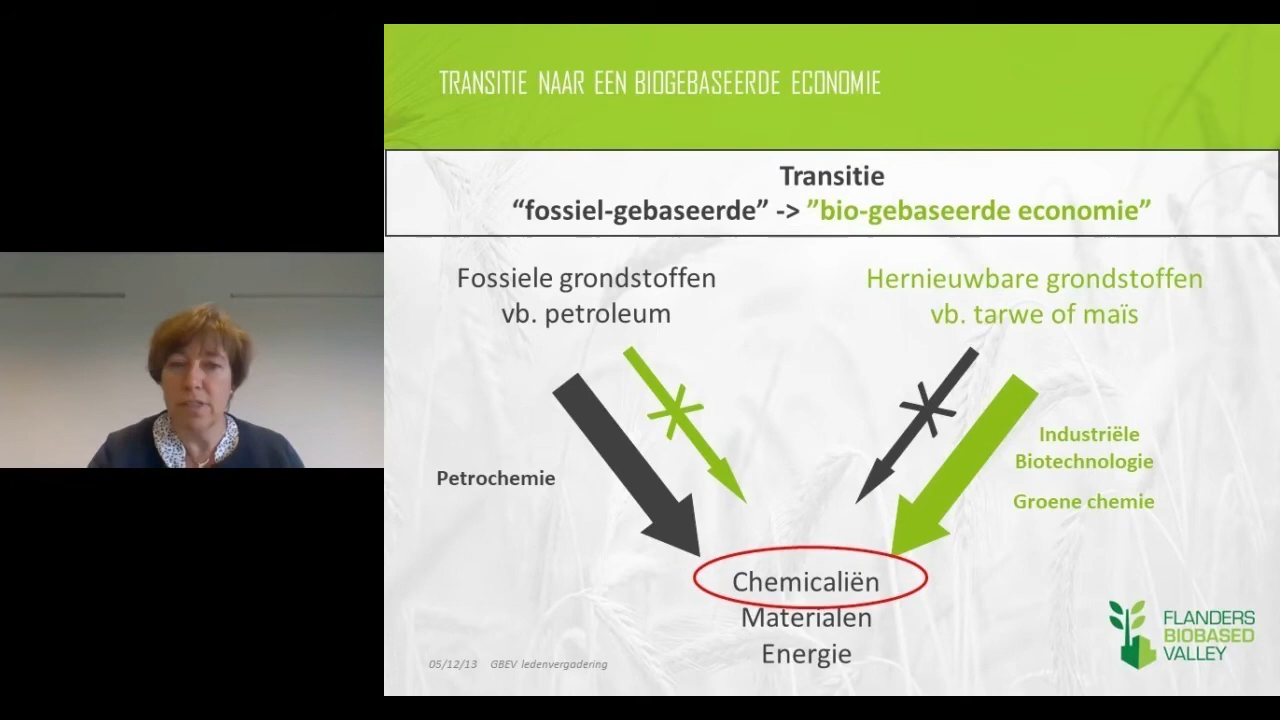 TRANSITIE NAAR EEN BIOGEBASEERDE ECONOMIE
Transitie
“fossiel-gebaseerde” -> ”bio-gebaseerde economie”
Fossiele grondstoffen
vb. petroleum
Hernieuwbare grondstoffen
vb. tarwe of maïs
Industriële
Biotechnologie
Petrochemie
Groene chemie
Chemicaliën
Materialen
Energie
FLANDERS
BIOBASED
VALLEY
05/12/13 GBEV ledenvergadering